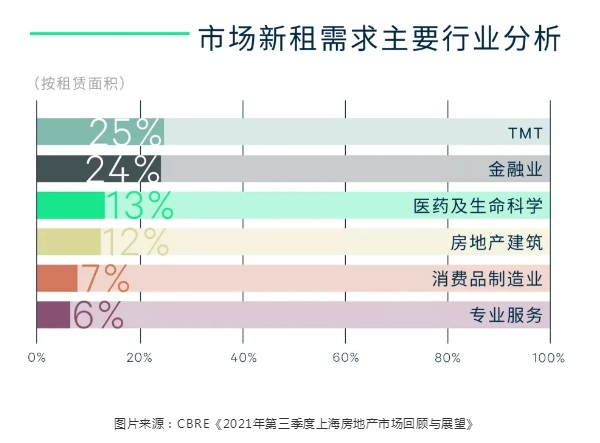 市场新租需求主要行业分析
（按租赁面积）
25% TMT
24% 金融业
13% 医药及生命科学
12% 房地产建筑
7% 消费品制造业
6% 专业服务
0% 20% 40% 60% 80% 100%
图片来源：CBRE《2021年第三季度上海房地产市场回顾与展望》